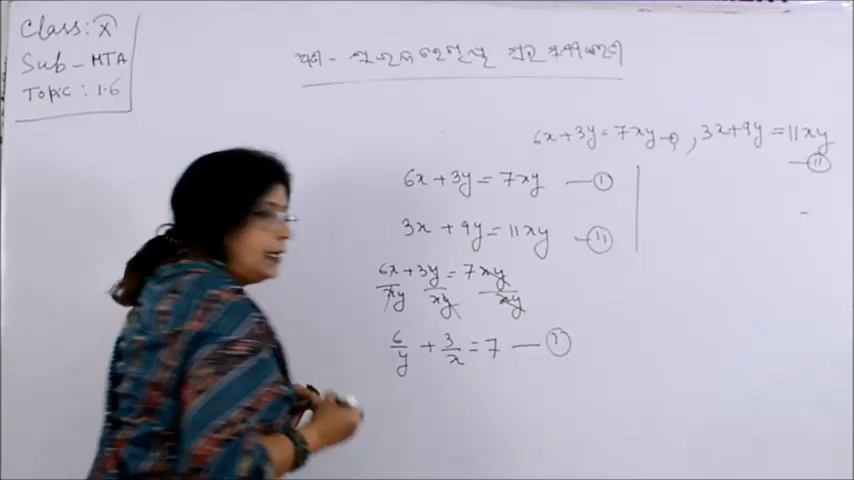 Class: X
Sub - MTA
Topic : 1.6
6x + 3y = 7xy -①, 3x + 9y = 11xy
—⑪
6x + 3y = 7xy —①
3x + 9y = 11xy —⑪
6x/xy + 3y/xy = 7xy/xy
6/y + 3/x = 7 —①